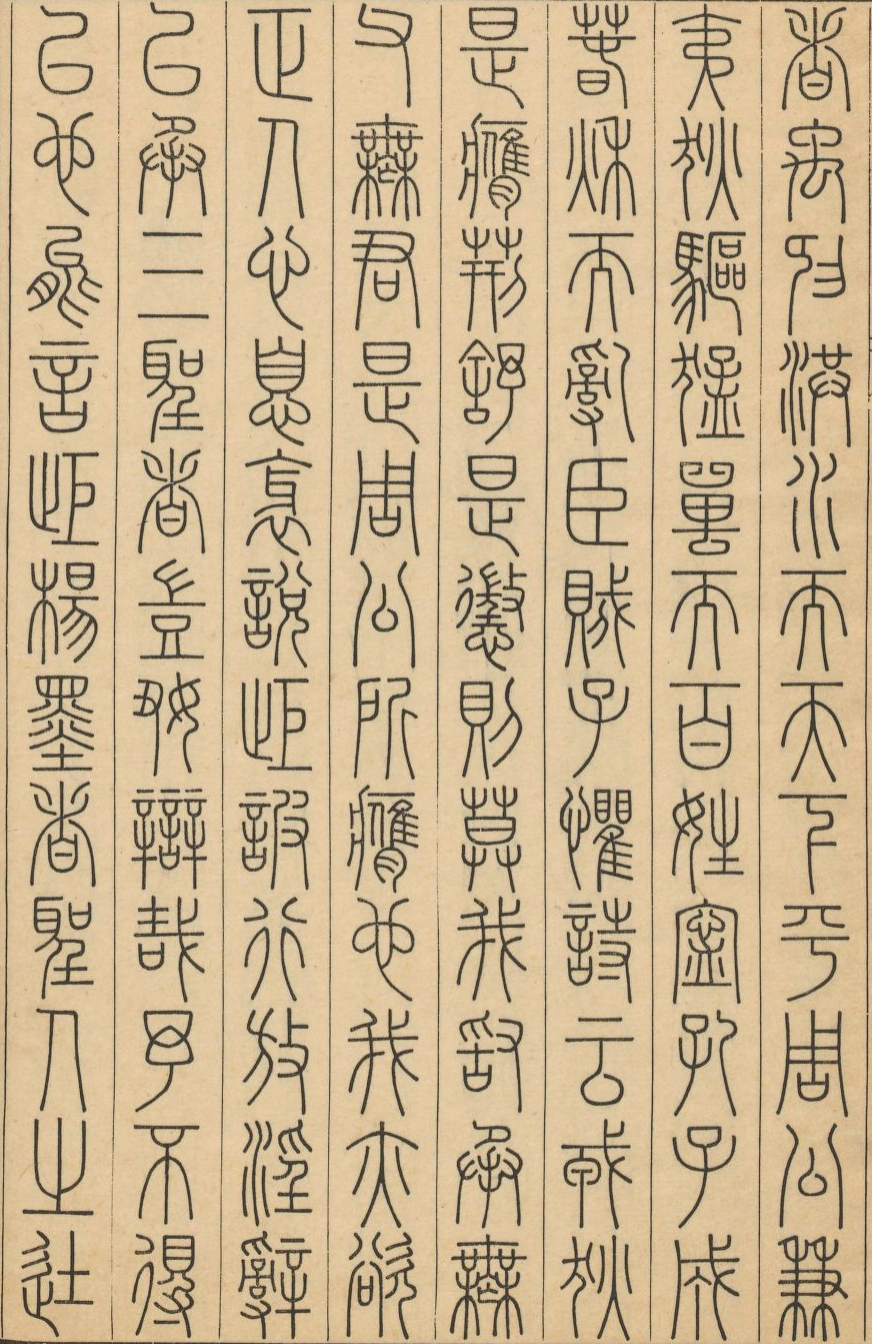 者禹抑洪水而天下平周公兼
夷狄驅猛獸而百姓寧孔子成
春秋而亂臣賊子懼詩云戎狄
是膺荊舒是懲則莫我敢承無
父無君是周公所膺也我亦欲
正人心息衺說歫詖行放淫辭
以承三聖者豈好辯哉予不得
已也能言歫楊墨者聖人之徒